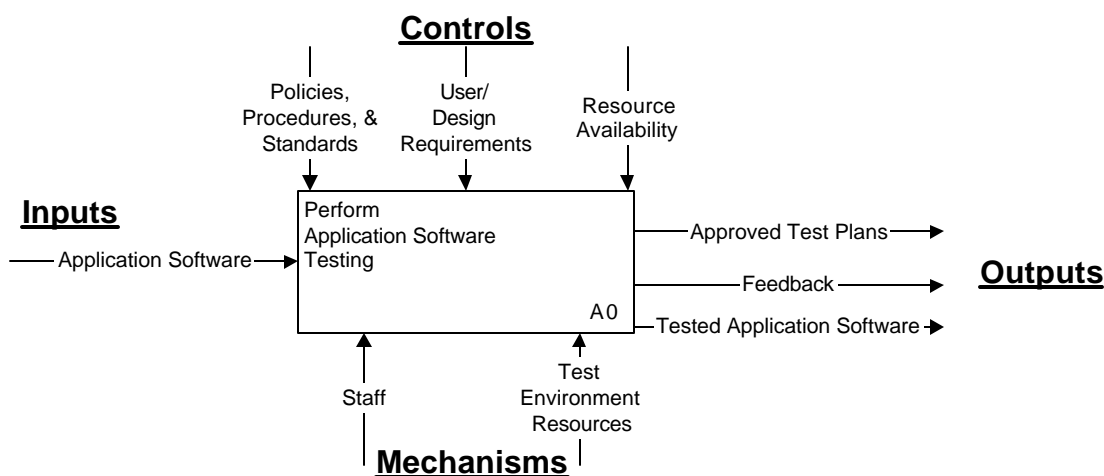 Controls
Policies,
Procedures, &
Standards
User/
Design
Requirements
Resource
Availability
Inputs
Application Software
Perform
Application Software
Testing
A0
Approved Test Plans
Feedback
Tested Application Software
Outputs
Staff
Test
Environment
Resources
Mechanisms